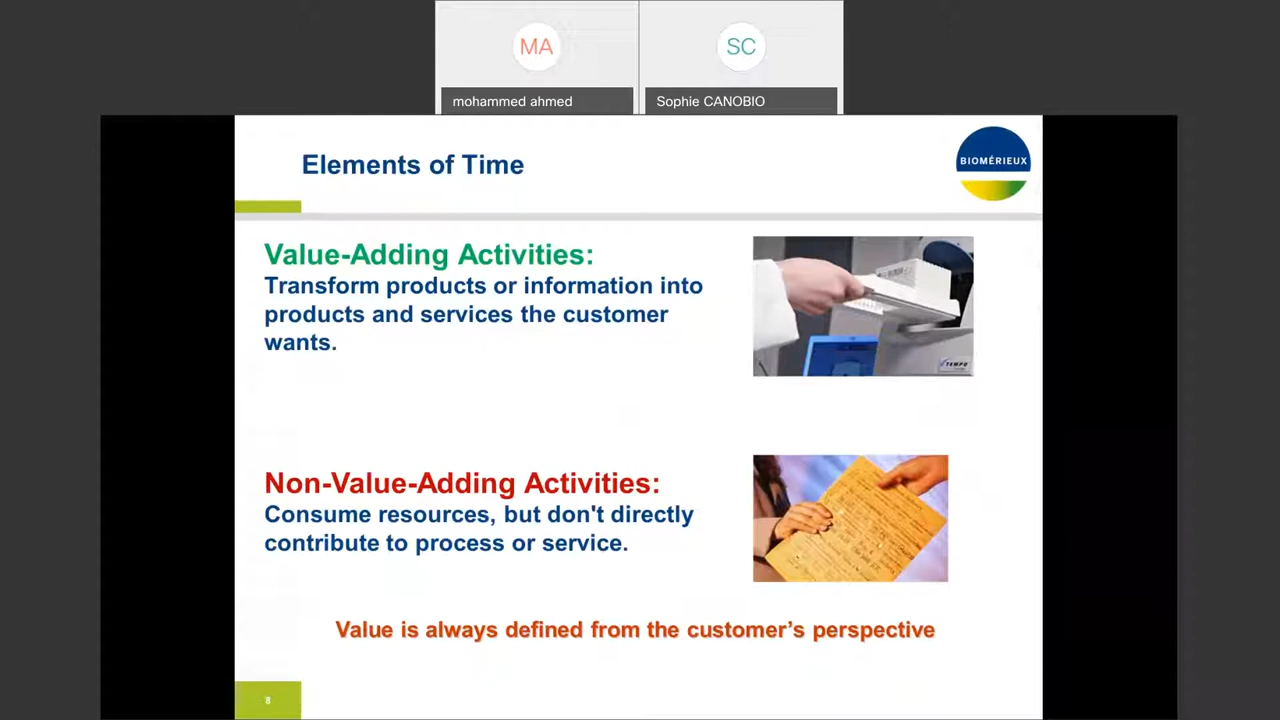 MA
SC
mohammed ahmed
Sophie CANOBIO
Elements of Time
BIOMÉRIEUX
Value-Adding Activities:
Transform products or information into
products and services the customer
wants.
TEMPO
Non-Value-Adding Activities:
Consume resources, but don't directly
contribute to process or service.
Value is always defined from the customer’s perspective
8